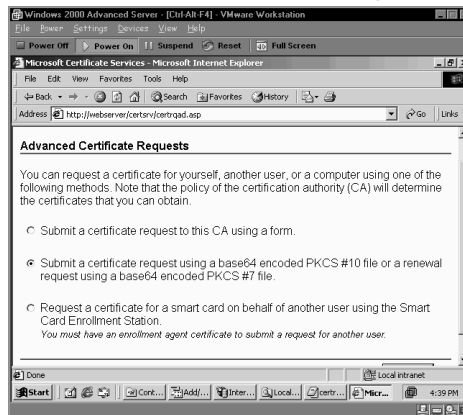 Windows 2000 Advanced Server - [Ctrl-Alt-F4] - VMware Workstation
File Power Settings Devices View Help
Power Off Power On Suspend Reset Full Screen
Microsoft Certificate Services - Microsoft Internet Explorer
File Edit View Favorites Tools Help
Back Search Favorites History
Address http://webserver/certsrv/certrqad.asp Go Links
Advanced Certificate Requests
You can request a certificate for yourself, another user, or a computer using one of the
following methods. Note that the policy of the certification authority (CA) will determine
the certificates that you can obtain.
Submit a certificate request to this CA using a form.
Submit a certificate request using a base64 encoded PKCS #10 file or a renewal
request using a base64 encoded PKCS #7 file.
Request a certificate for a smart card on behalf of another user using the Smart
Card Enrollment Station.
You must have an enrollment agent certificate to submit a request for another user.
Done Local intranet
Start Cont... Add/... Inter... Local... certr... Micr... 4:39 PM